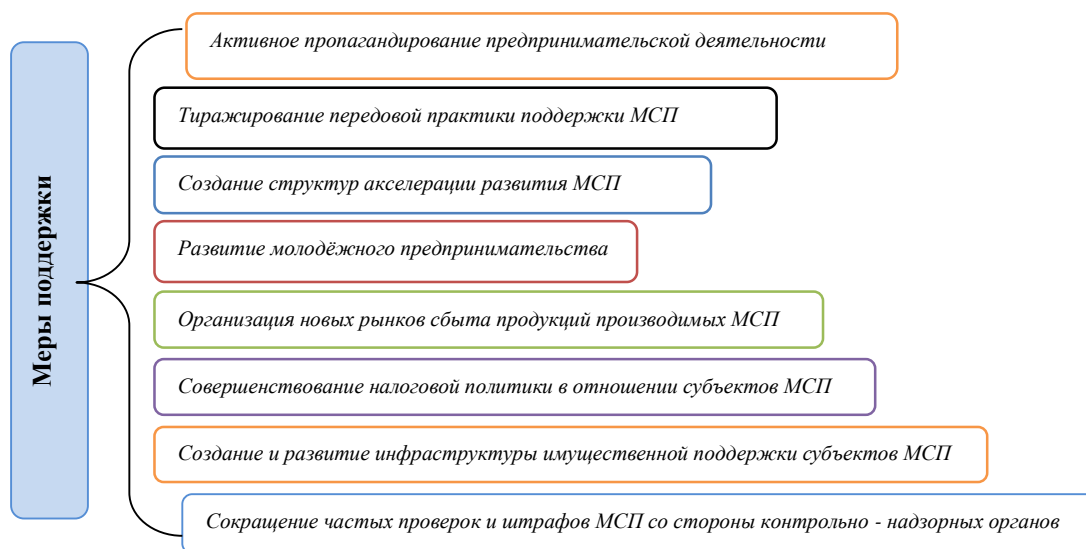 Меры поддержки
Активное пропагандирование предпринимательской деятельности
Тиражирование передовой практики поддержки МСП
Создание структур акселерации развития МСП
Развитие молодёжного предпринимательства
Организация новых рынков сбыта продукций производимых МСП
Совершенствование налоговой политики в отношении субъектов МСП
Создание и развитие инфраструктуры имущественной поддержки субъектов МСП
Сокращение частых проверок и штрафов МСП со стороны контрольно - надзорных органов